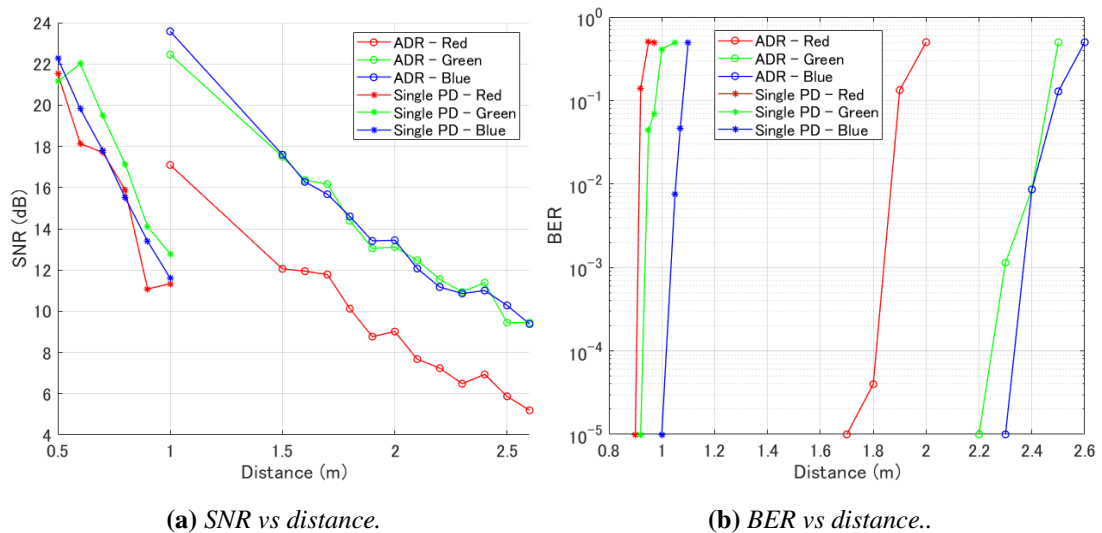 24
22
20
18
16
14
12
10
8
6
4
SNR (dB)
0.5 1 1.5 2 2.5
Distance (m)
ADR – Red
ADR – Green
ADR – Blue
Single PD – Red
Single PD – Green
Single PD – Blue
(a) SNR vs distance.
10⁰
10⁻¹
10⁻²
10⁻³
10⁻⁴
10⁻⁵
BER
0.8 1 1.2 1.4 1.6 1.8 2 2.2 2.4 2.6
Distance (m)
ADR – Red
ADR – Green
ADR – Blue
Single PD – Red
Single PD – Green
Single PD – Blue
(b) BER vs distance..